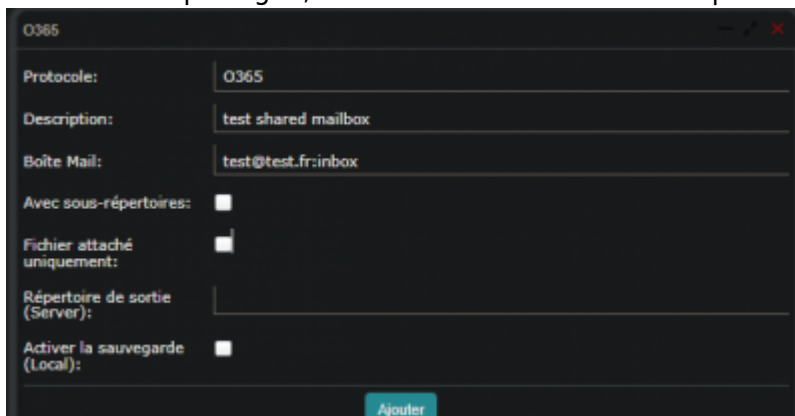 O365
Protocole: O365
Description: test shared mailbox
Boîte Mail: test@test.fr:inbox
Avec sous-répertoires:
Fichier attaché
uniquement:
Répertoire de sortie
(Server):
Activer la sauvegarde
(Local):
Ajouter